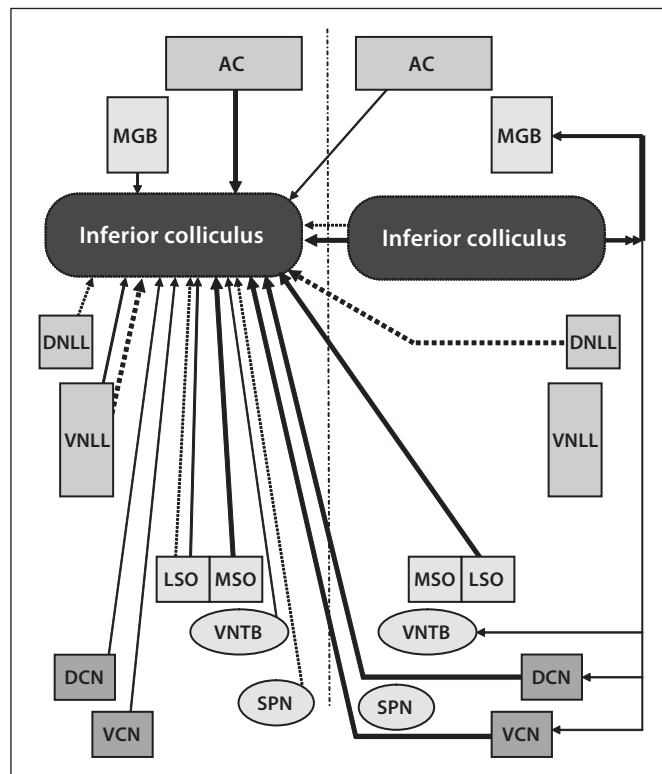 AC
AC
MGB
MGB
Inferior colliculus
Inferior colliculus
DNLL
DNLL
VNLL
VNLL
LSO MSO
MSO LSO
VNTB
VNTB
DCN
DCN
SPN
SPN
VCN
VCN